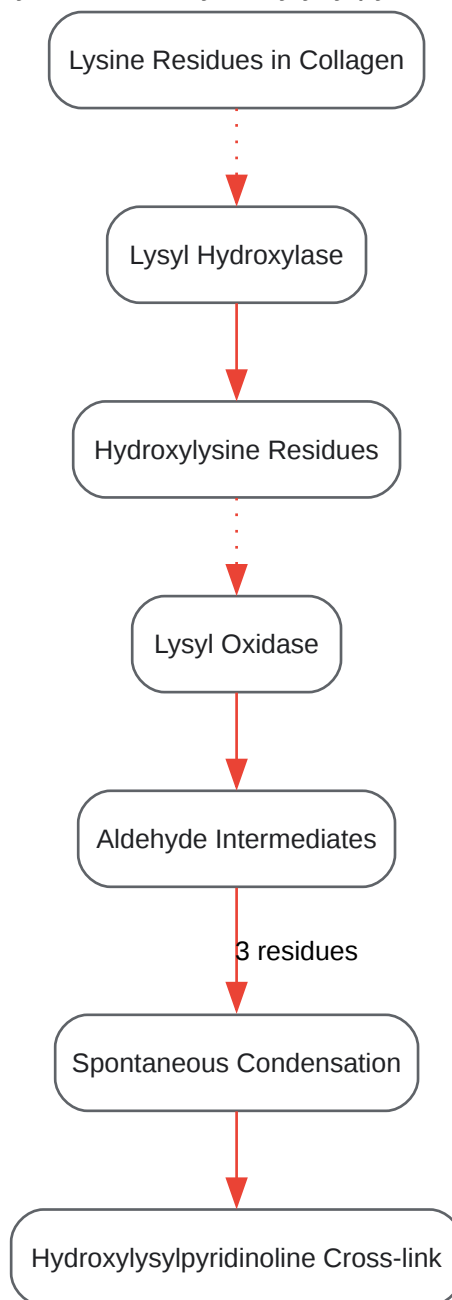 Lysine Residues in Collagen
Lysyl Hydroxylase
Hydroxylysine Residues
Lysyl Oxidase
Aldehyde Intermediates
3 residues
Spontaneous Condensation
Hydroxylysylpyridinoline Cross-link